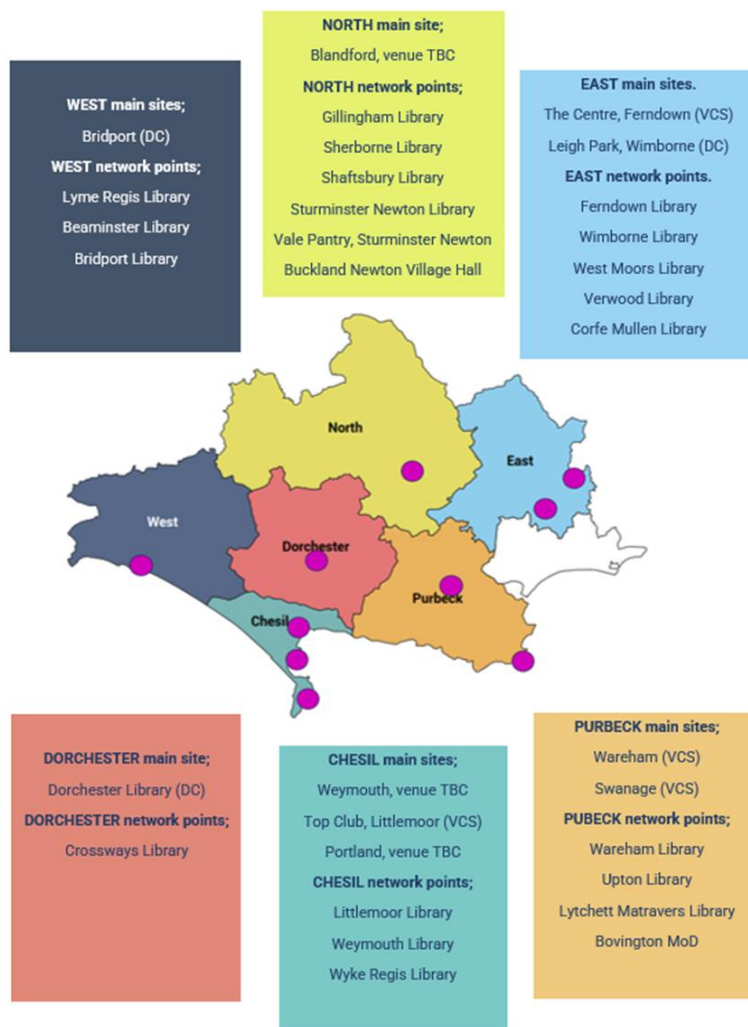 NORTH main site;
Blandford, venue TBC
NORTH network points;
Gillingham Library
Sherborne Library
Shaftsbury Library
Sturminster Newton Library
Vale Pantry, Sturminster Newton
Buckland Newton Village Hall
WEST main sites;
Bridport (DC)
WEST network points;
Lyme Regis Library
Beaminster Library
Bridport Library
EAST main sites.
The Centre, Ferndown (VCS)
Leigh Park, Wimborne (DC)
EAST network points.
Ferndown Library
Wimborne Library
West Moors Library
Verwood Library
Corfe Mullen Library
North
East
West
Dorchester
Purbeck
Chesil
DORCHESTER main site;
Dorchester Library (DC)
DORCHESTER network points;
Crossways Library
CHESIL main sites;
Weymouth, venue TBC
Top Club, Littlemoor (VCS)
Portland, venue TBC
CHESIL network points;
Littlemoor Library
Weymouth Library
Wyke Regis Library
PURBECK main sites;
Wareham (VCS)
Swanage (VCS)
PUBECK network points;
Wareham Library
Upton Library
Lytchett Matravers Library
Bovington MoD